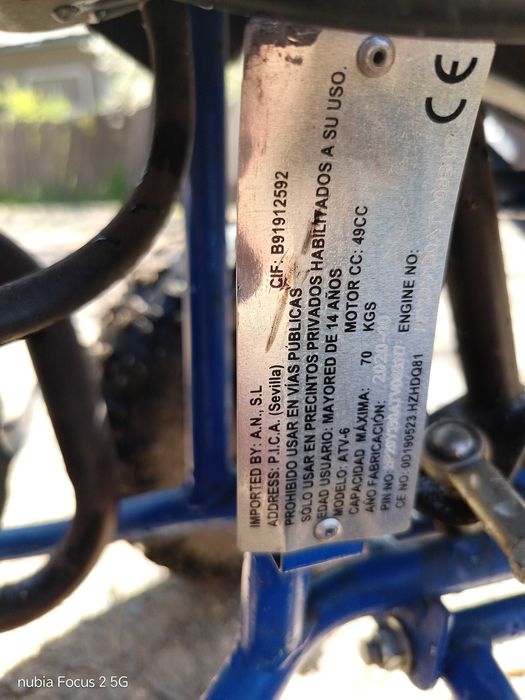 CE
IMPORTED BY: A.N., S.L
ADDRESS: P.I.C.A. (Sevilla) CIF: B91912592
PROHIBIDO USAR EN VÍAS PÚBLICAS
SOLO USAR EN PRECINTOS PRIVADOS HABILITADOS A SU USO.
EDAD USUARIO: MAYORED DE 14 AÑOS
MODELO: ATV-6 MOTOR CC: 49CC
CAPACIDAD MÁXIMA: 70 KGS
AÑO FABRICACIÓN:
PIN NO:
CE NO: 0D190523.HZHDQ81 ENGINE NO:
nubia Focus 2 5G